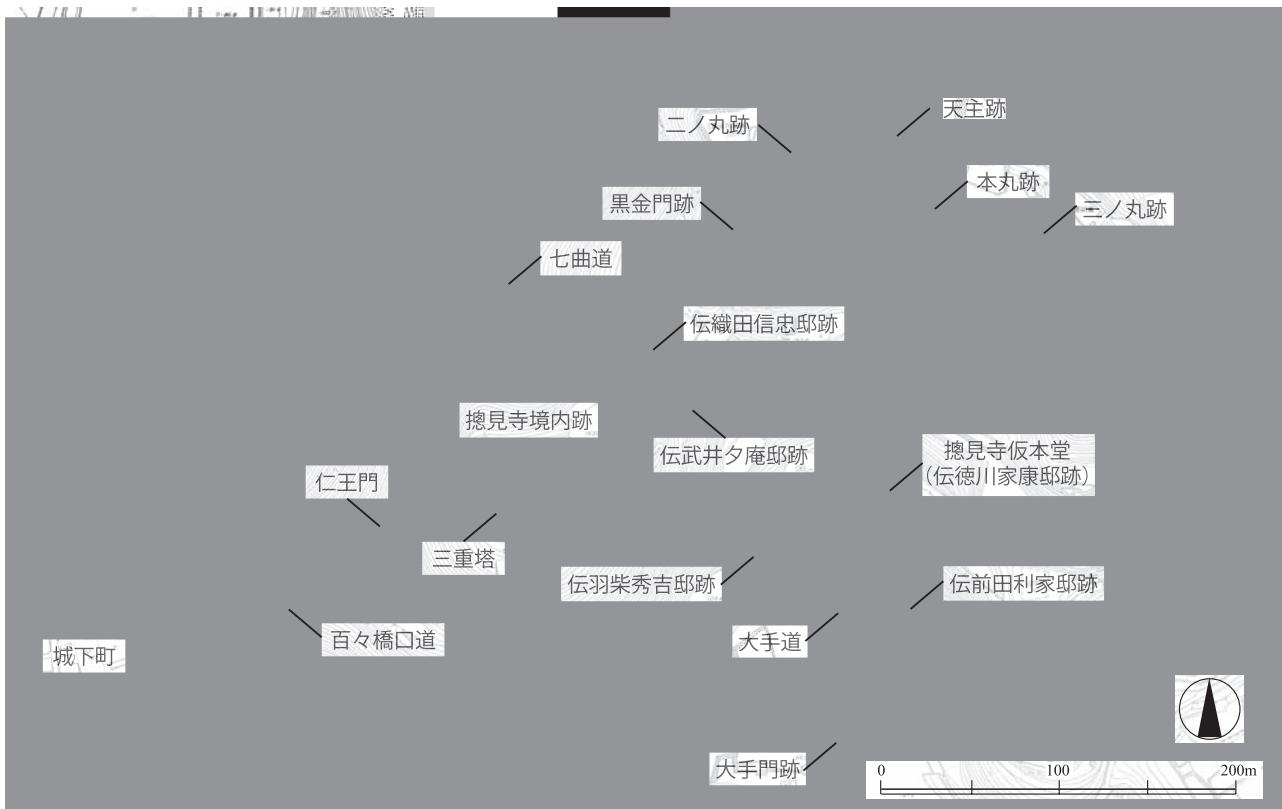 天主跡
二ノ丸跡
本丸跡
黒金門跡
三ノ丸跡
七曲道
伝織田信忠邸跡
摠見寺境内跡
伝武井夕庵邸跡
摠見寺仮本堂
（伝徳川家康邸跡）
仁王門
三重塔
伝羽柴秀吉邸跡
伝前田利家邸跡
百々橋口道
大手道
城下町
大手門跡
0 100 200m